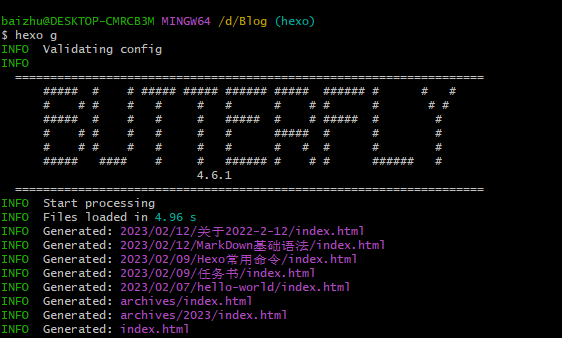 baizhu@DESKTOP-CMRCB3M MINGW64 /d/Blog (hexo)
$ hexo g
INFO  Validating config
INFO
===================================================================
BUTTERFLY
4.6.1
===================================================================
INFO  Start processing
INFO  Files loaded in 4.96 s
INFO  Generated: 2023/02/12/关于2022-2-12/index.html
INFO  Generated: 2023/02/12/MarkDown基础语法/index.html
INFO  Generated: 2023/02/09/Hexo常用命令/index.html
INFO  Generated: 2023/02/09/任务书/index.html
INFO  Generated: 2023/02/07/hello-world/index.html
INFO  Generated: archives/index.html
INFO  Generated: archives/2023/index.html
INFO  Generated: index.html